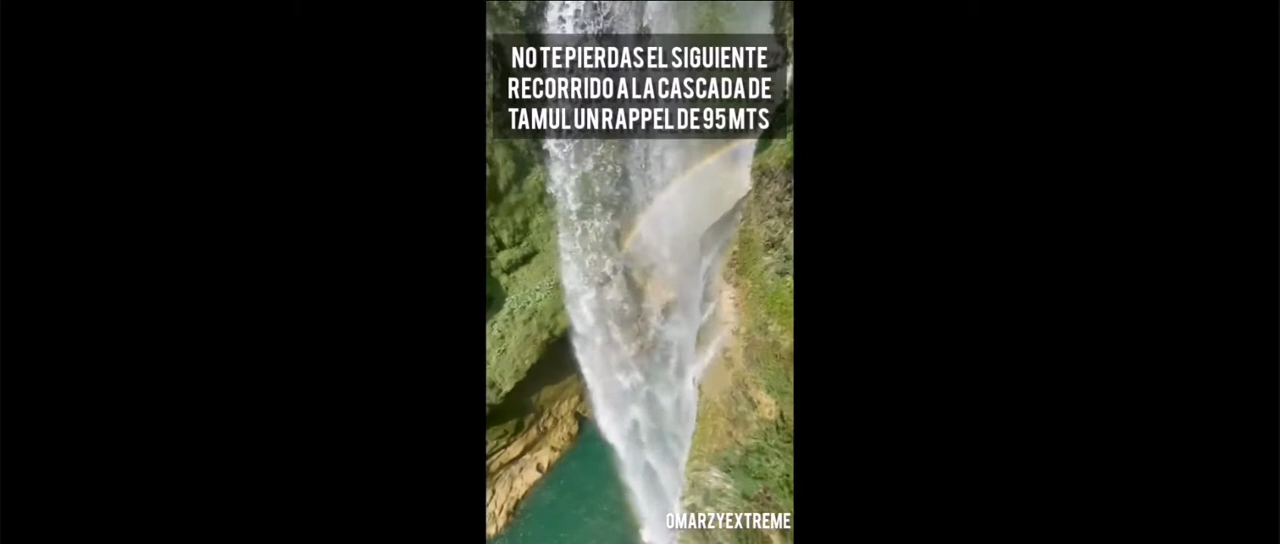 NO TE PIERDAS EL SIGUIENTE
RECORRIDO A LA CASCADA DE
TAMUL UN RAPPEL DE 95 MTS
OMARZYEXTREME